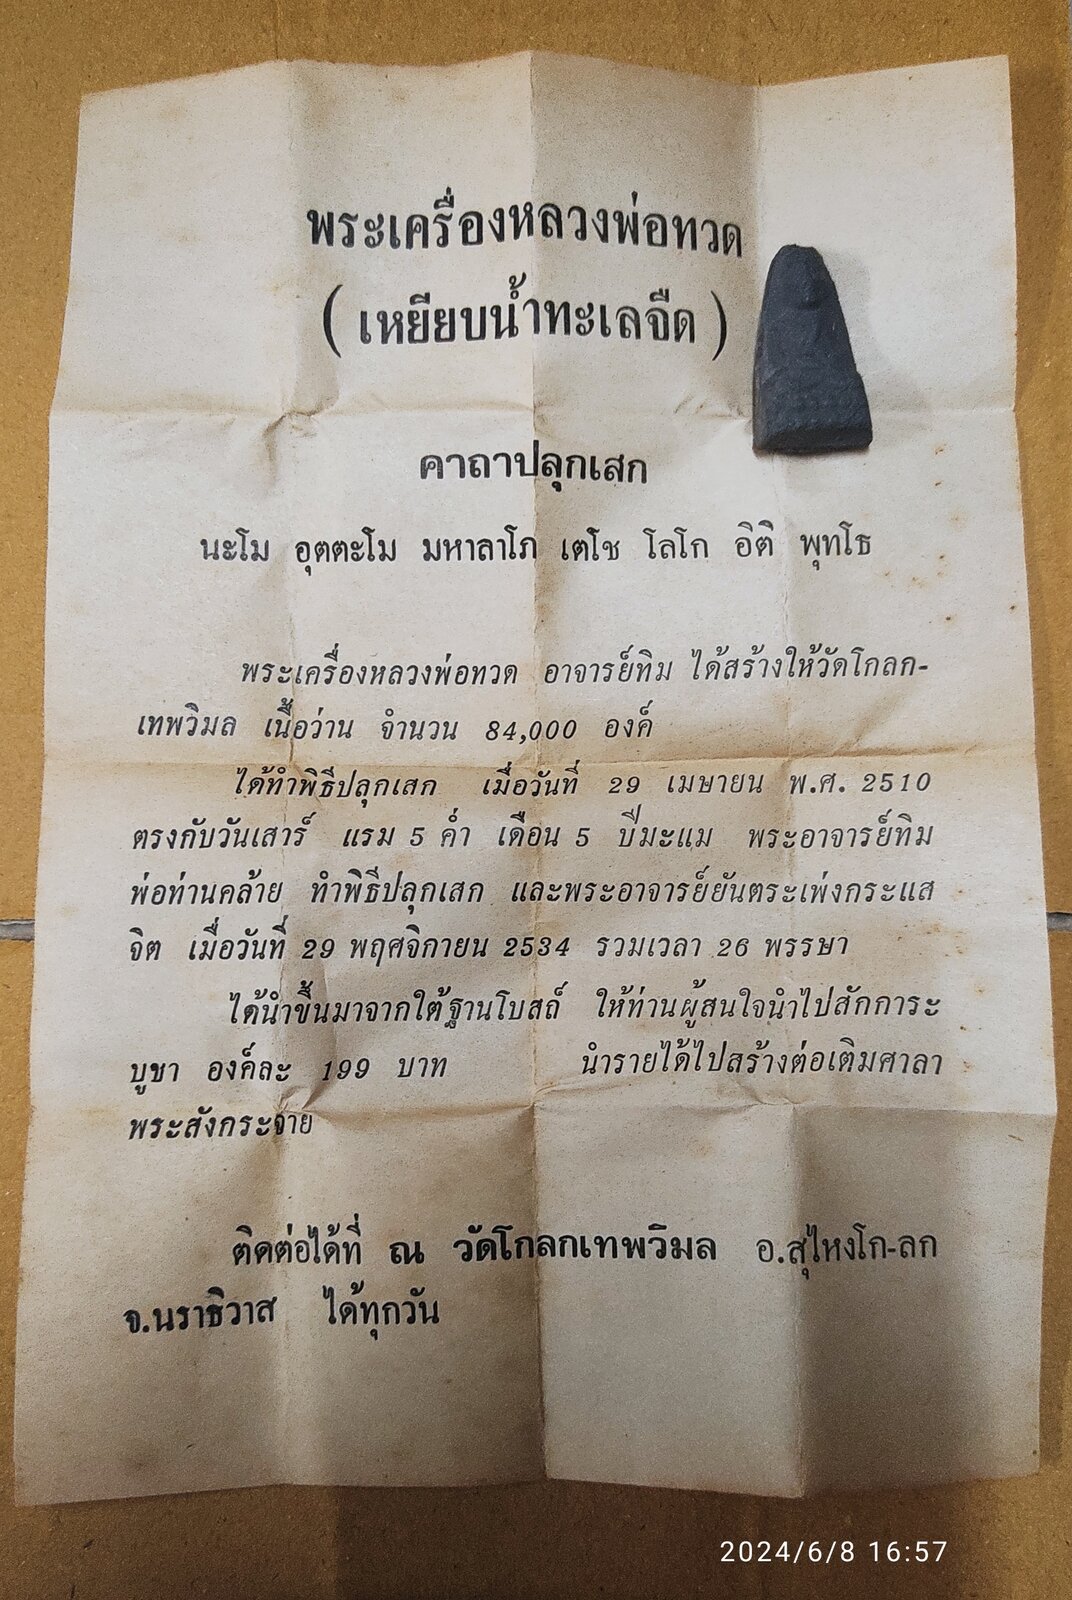 พระเครื่องหลวงพ่อทวด
( เหยียบน้ำทะเลจืด )
คาถาปลุกเสก
นะโม อุตตะโม มหาลาโภ เตโช โลโก อิติ พุทโธ
พระเครื่องหลวงพ่อทวด อาจารย์ทิม ได้สร้างให้วัดโกลก-
เทพวิมล เนื้อว่าน จำนวน 84,000 องค์
ได้ทำพิธีปลุกเสก เมื่อวันที่ 29 เมษายน พ.ศ. 2510
ตรงกับวันเสาร์ แรม 5 ค่ำ เดือน 5 ปีมะแม พระอาจารย์ทิม
พ่อท่านคล้าย ทำพิธีปลุกเสก และพระอาจารย์ยันตระเพ่งกระแส
จิต เมื่อวันที่ 29 พฤศจิกายน 2534 รวมเวลา 26 พรรษา
ได้นำขึ้นมาจากใต้ฐานโบสถ์ ให้ท่านผู้สนใจนำไปสักการะ
บูชา องค์ละ 199 บาท นำรายได้ไปสร้างต่อเติมศาลา
พระสังกระจาย
ติดต่อได้ที่ ณ วัดโกลกเทพวิมล อ.สุไหงโก-ลก
จ.นราธิวาส ได้ทุกวัน
2024/6/8 16:57